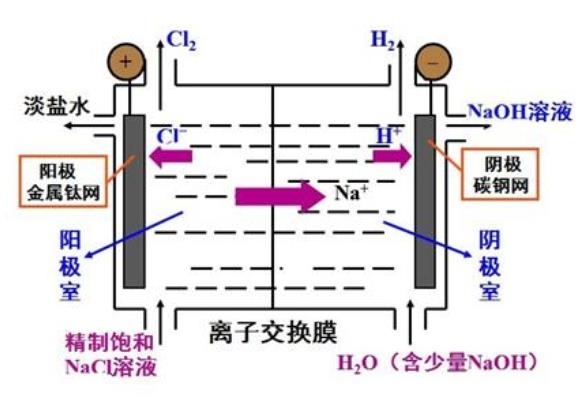 Cl₂
H₂
+
−
淡盐水
NaOH溶液
Cl⁻
H⁺
阳极
金属钛网
阴极
碳钢网
Na⁺
阳极室
阴极室
精制饱和
NaCl溶液
离子交换膜
H₂O（含少量NaOH）